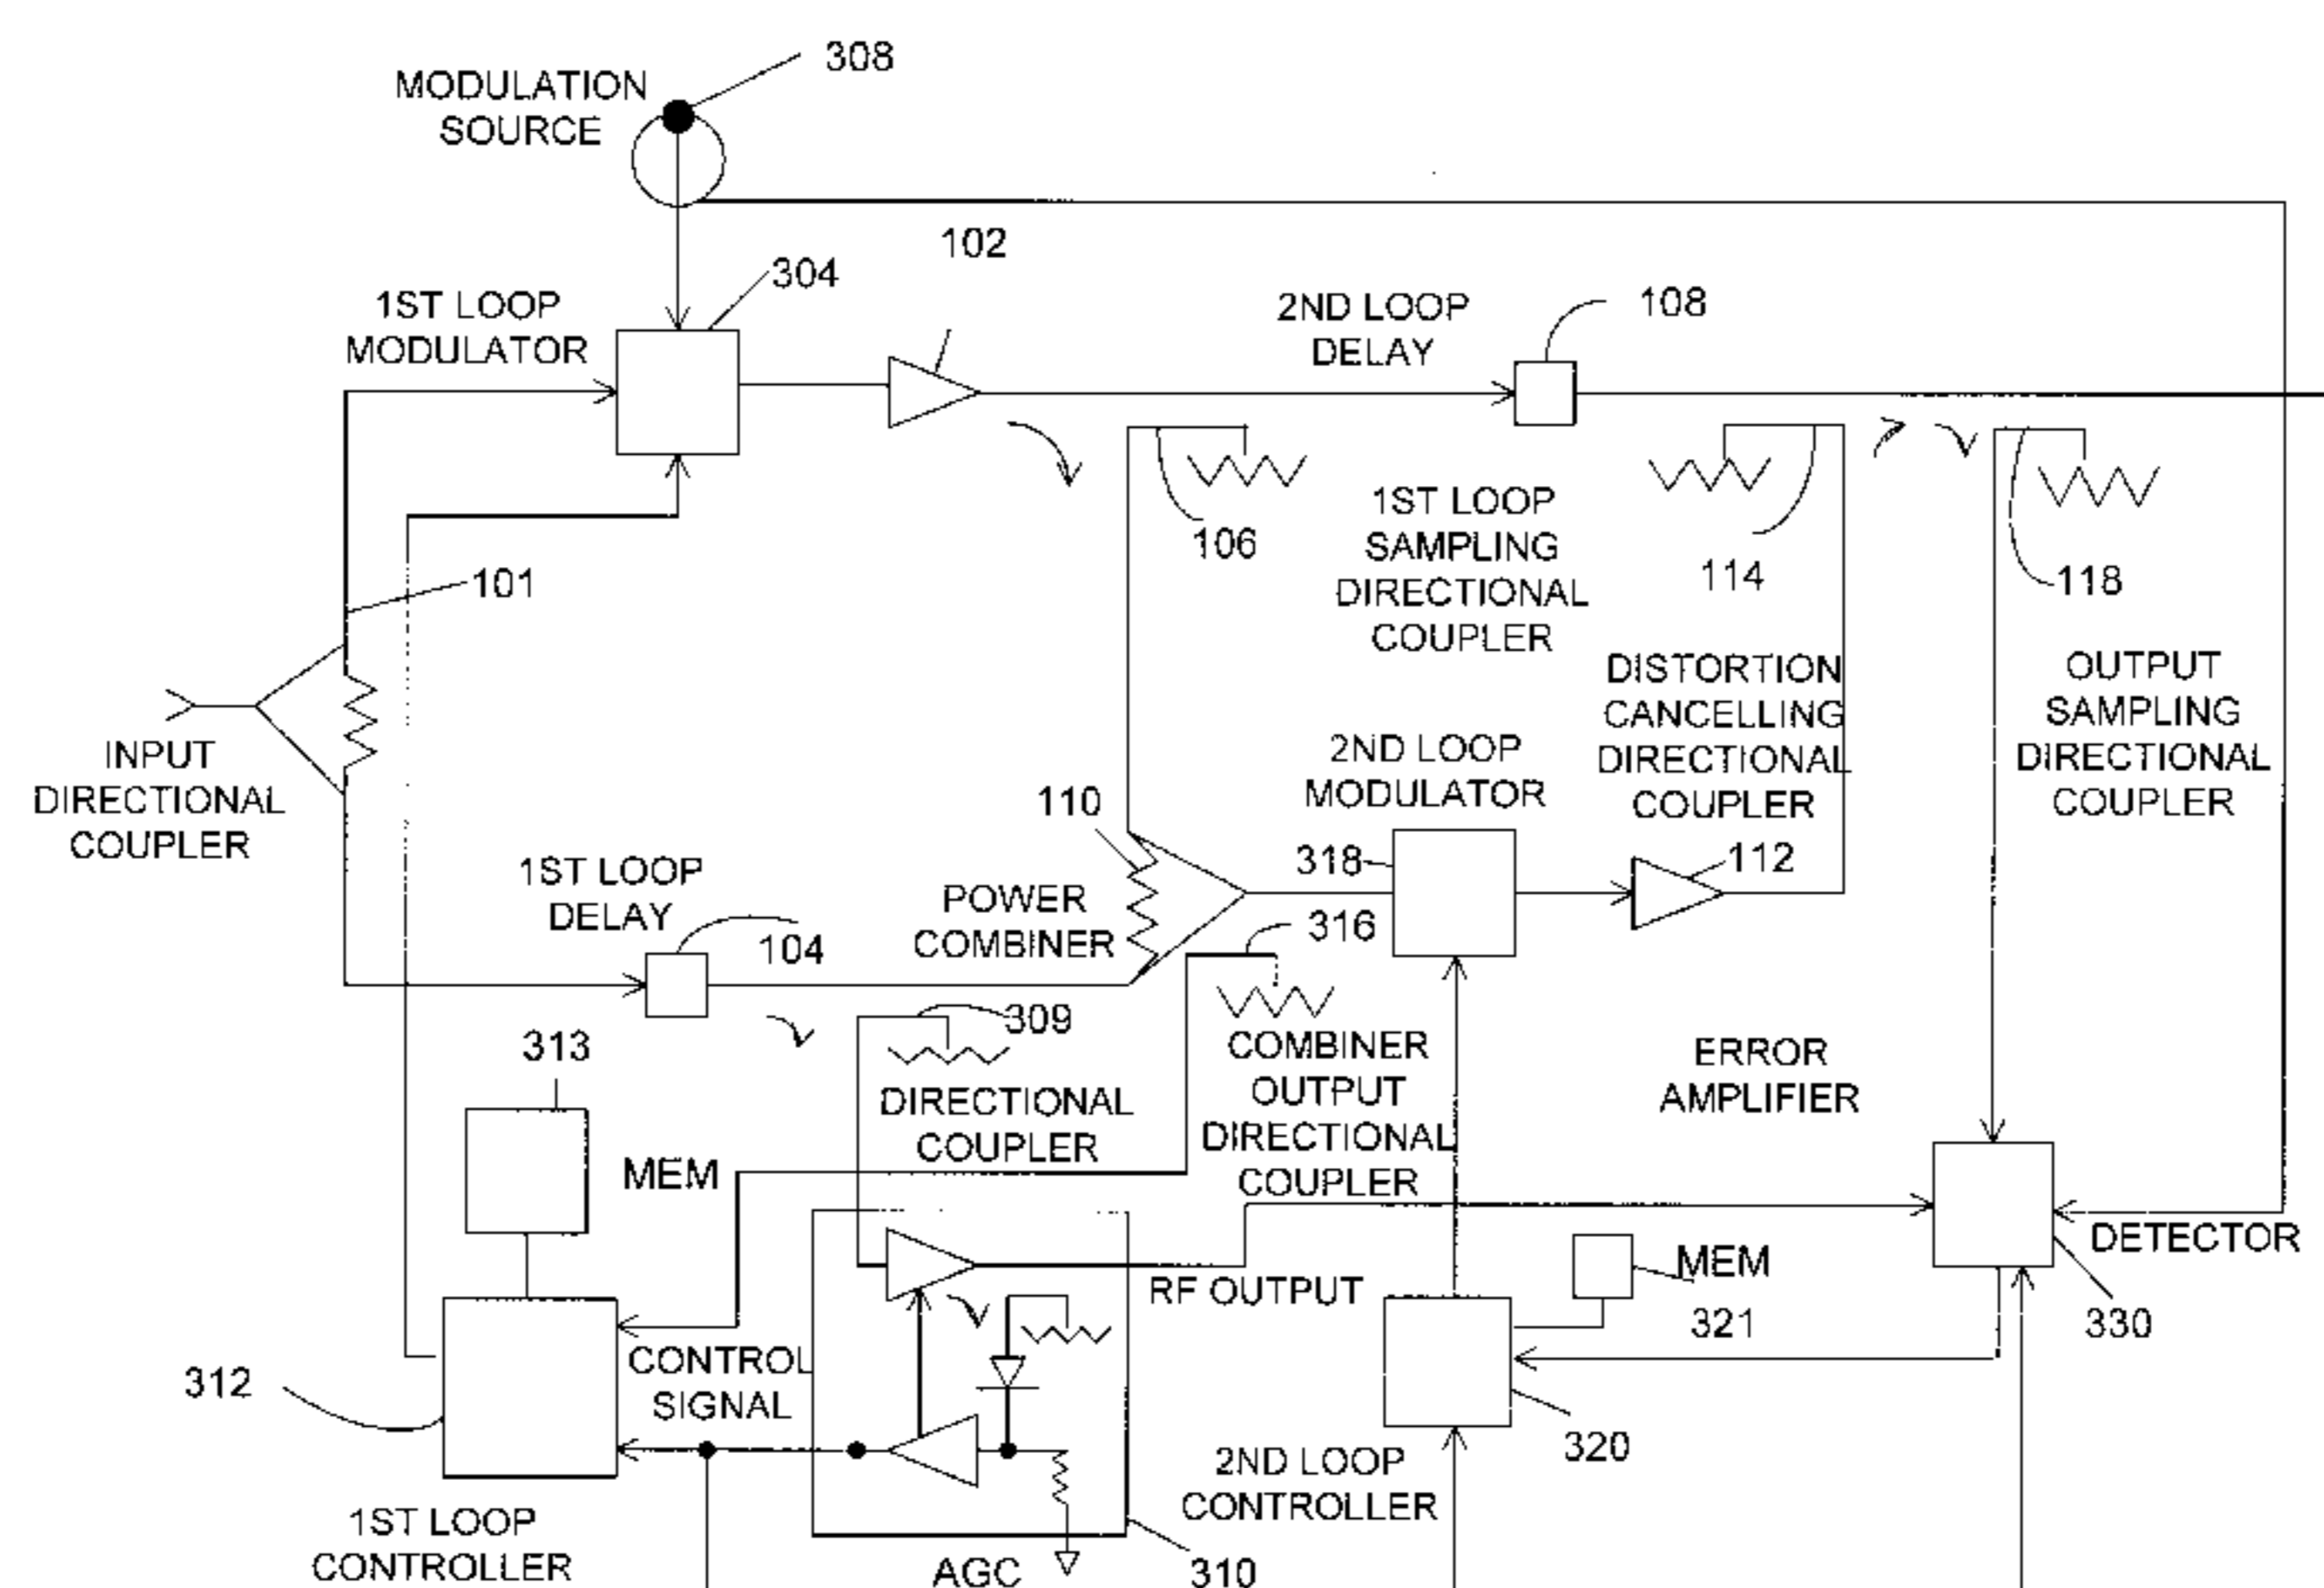 308
MODULATION
SOURCE
102
304
1ST LOOP
MODULATOR
2ND LOOP
DELAY
108
106
1ST LOOP
SAMPLING
DIRECTIONAL
COUPLER
114
118
101
INPUT
DIRECTIONAL
COUPLER
DISTORTION
CANCELLING
DIRECTIONAL
COUPLER
OUTPUT
SAMPLING
DIRECTIONAL
COUPLER
2ND LOOP
MODULATOR
110
318
112
1ST LOOP
DELAY
104
POWER
COMBINER
316
309
313
MEM
DIRECTIONAL
COUPLER
COMBINER
OUTPUT
DIRECTIONAL
COUPLER
ERROR
AMPLIFIER
DETECTOR
RF OUTPUT
MEM
321
330
312
CONTROL
SIGNAL
320
2ND LOOP
CONTROLLER
1ST LOOP
CONTROLLER
AGC
310